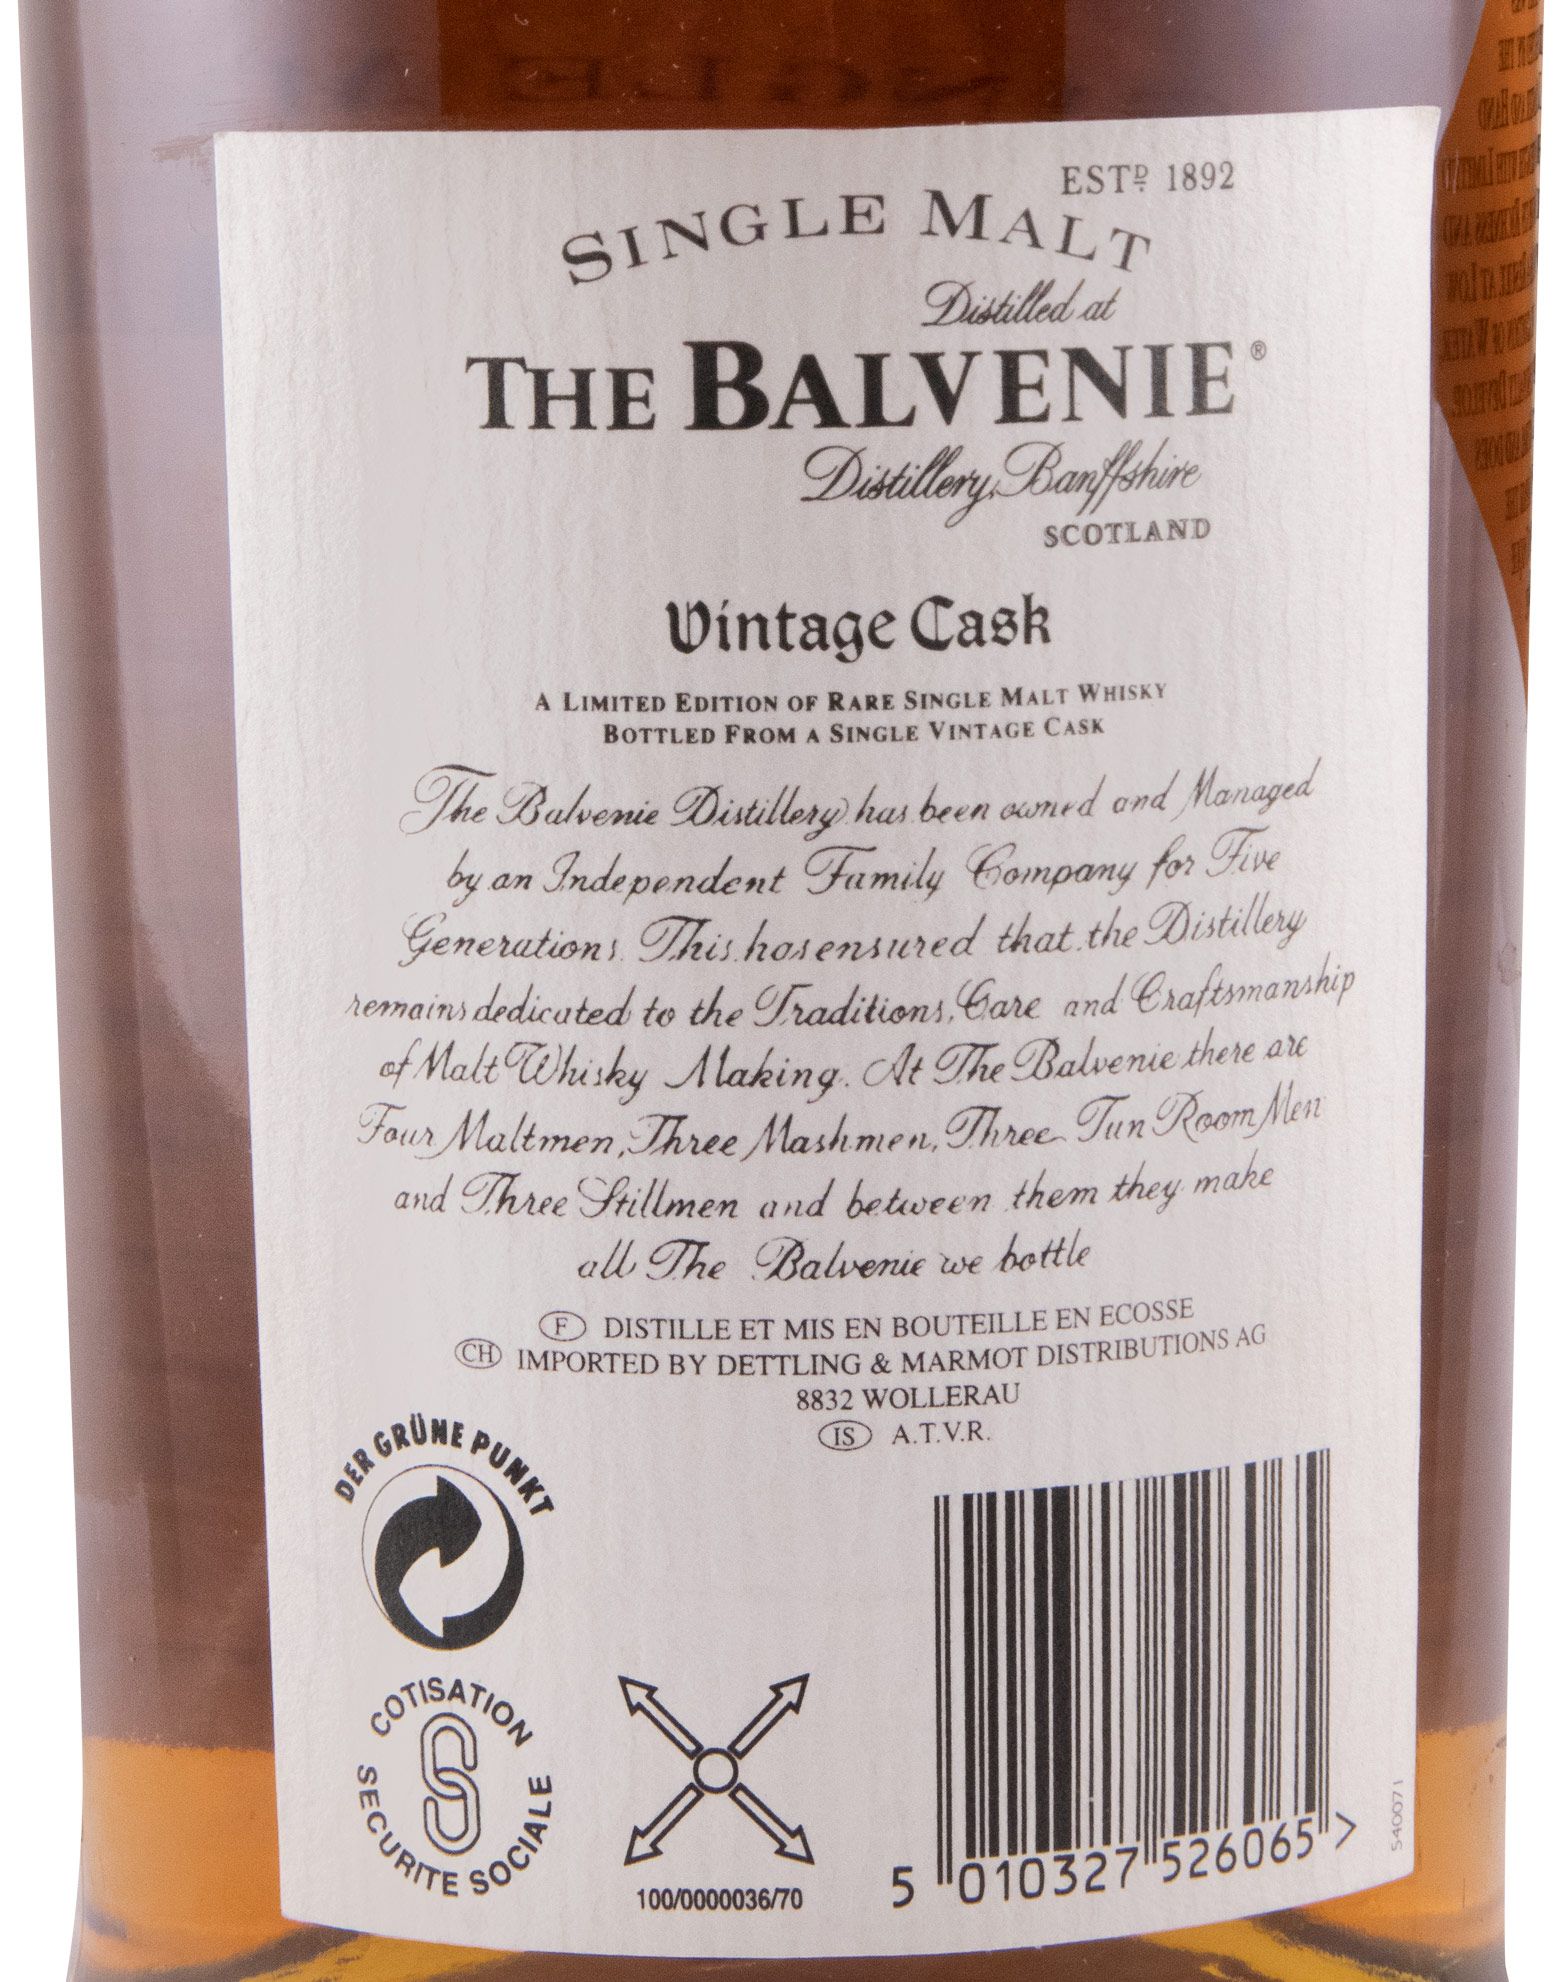 ESTD 1892
SINGLE MALT
Distilled at
THE BALVENIE®
Distillery, Banffshire
SCOTLAND
Vintage Cask
A LIMITED EDITION OF RARE SINGLE MALT WHISKY
BOTTLED FROM A SINGLE VINTAGE CASK
The Balvenie Distillery has been owned and Managed
by an Independent Family Company for Five
Generations. This has ensured that the Distillery
remains dedicated to the Traditions, Care and Craftsmanship
of Malt Whisky Making. At The Balvenie there are
Four Maltmen, Three Mashmen, Three Tun Room Men
and Three Stillmen and between them they make
all The Balvenie we bottle
F DISTILLE ET MIS EN BOUTEILLE EN ECOSSE
CH IMPORTED BY DETTLING & MARMOT DISTRIBUTIONS AG
8832 WOLLERAU
IS A.T.V.R.
DER GRÜNE PUNKT
COTISATION
SECURITE SOCIALE
100/0000036/70
5 010327 526065 >
540071